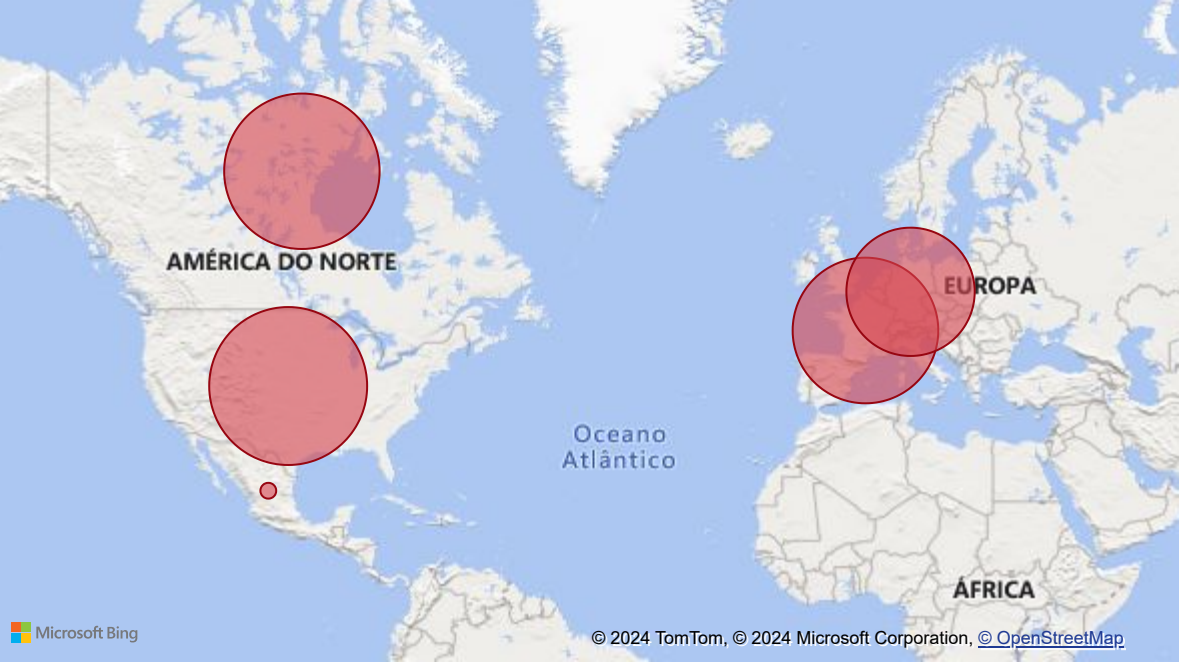 AMÉRICA DO NORTE
EUROPA
Oceano
Atlântico
ÁFRICA
Microsoft Bing
© 2024 TomTom, © 2024 Microsoft Corporation, © OpenStreetMap